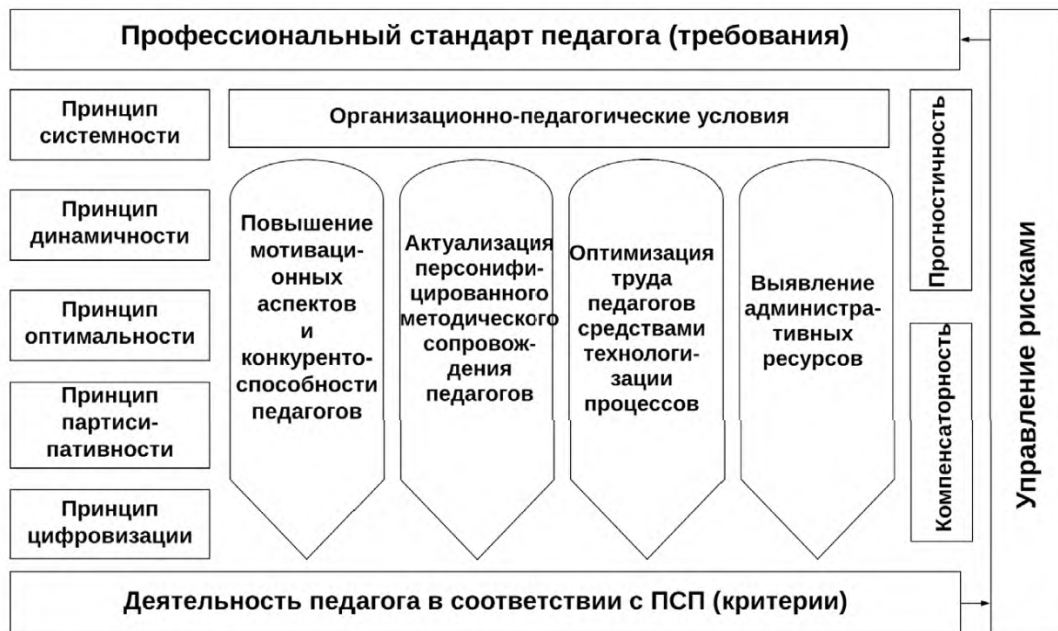 Профессиональный стандарт педагога (требования)
Принцип
системности
Принцип
динамичности
Принцип
оптимальности
Принцип
партиси-
пативности
Принцип
цифровизации
Организационно-педагогические условия
Повышение
мотиваци-
онных
аспектов
и
конкуренто-
способности
педагогов
Актуализация
персонифи-
цированного
методического
сопровож-
дения
педагогов
Оптимизация
труда
педагогов
средствами
технологи-
зации
процессов
Выявление
административ-
ных
ресурсов
Прогностичность
Компенсаторность
Управление рисками
Деятельность педагога в соответствии с ПСП (критерии)